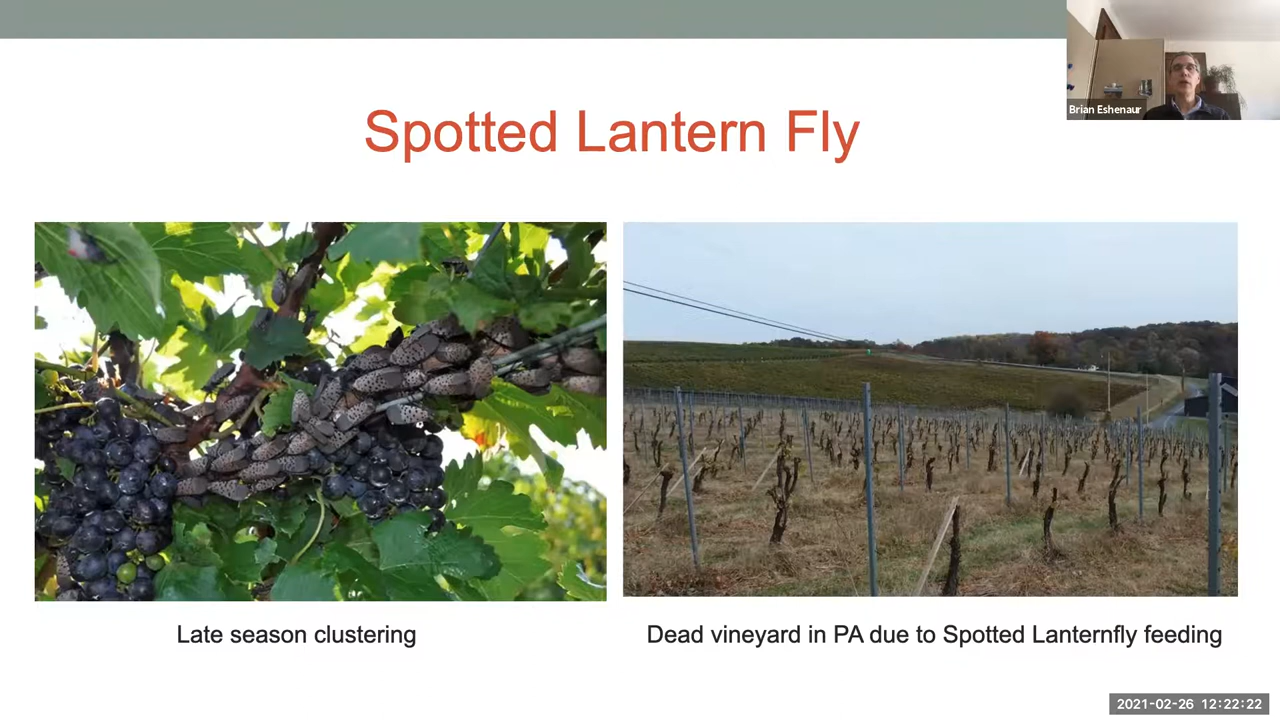 Brian Eshenaur
Spotted Lantern Fly
Late season clustering
Dead vineyard in PA due to Spotted Lanternfly feeding
2021-02-26 12:22:22